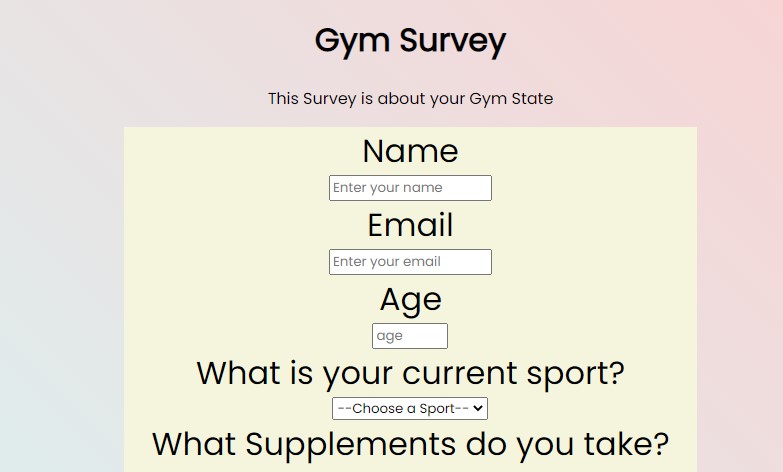 Gym Survey
This Survey is about your Gym State
Name
Enter your name
Email
Enter your email
Age
age
What is your current sport?
--Choose a Sport--
What Supplements do you take?